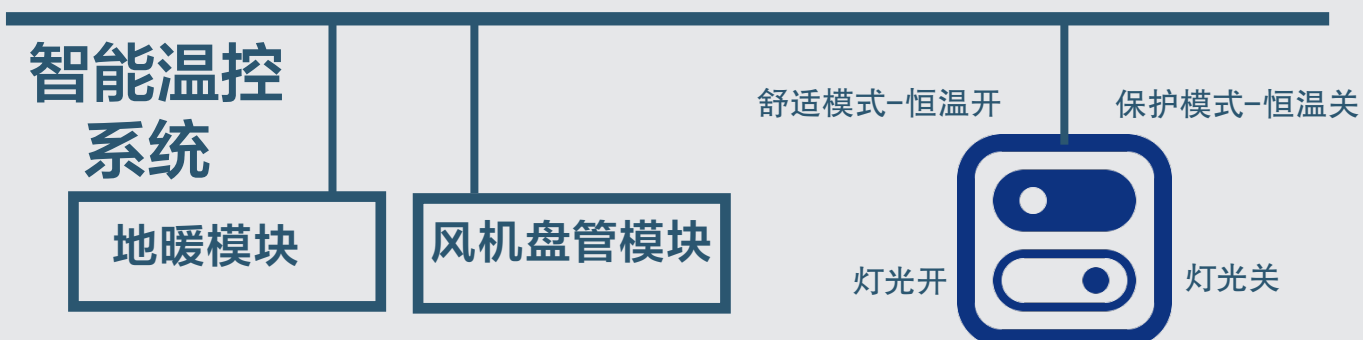 智能温控
系统
舒适模式-恒温开
保护模式-恒温关
地暖模块
风机盘管模块
灯光开
灯光关